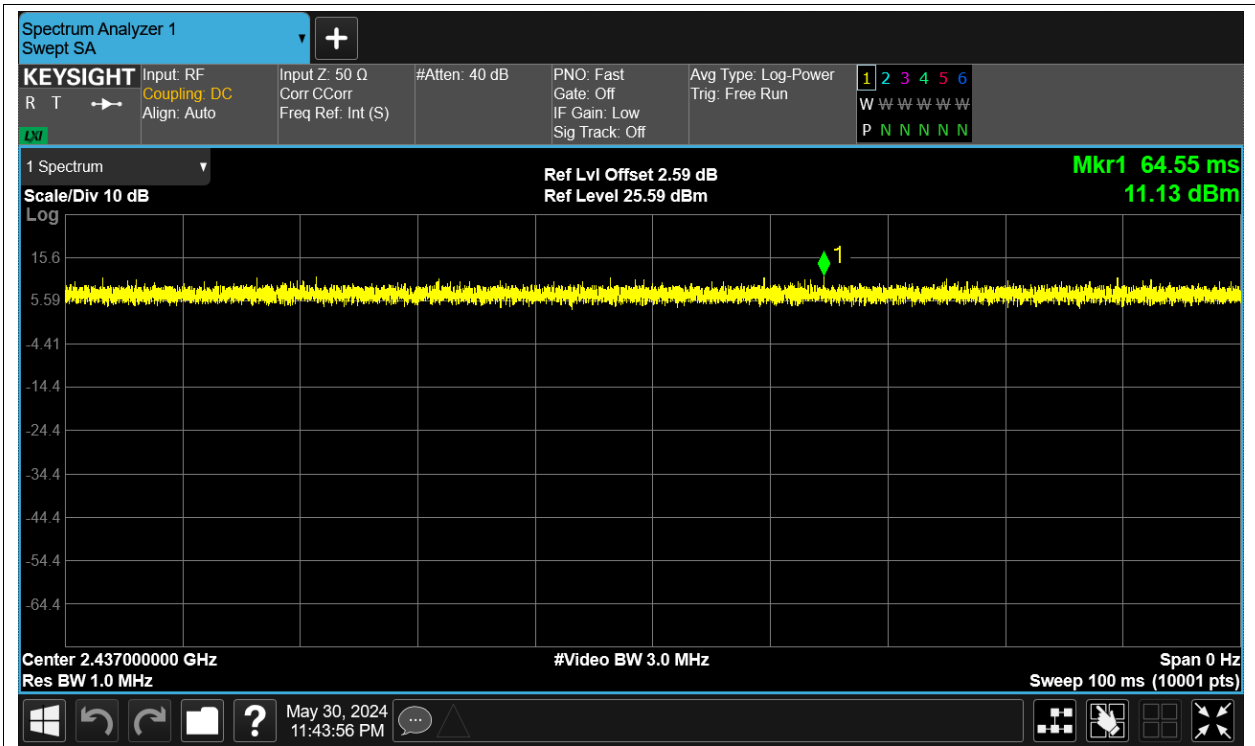 Spectrum Analyzer 1
Swept SA
KEYSIGHT
R T
LXI
Input: RF
Coupling: DC
Align: Auto
Input Z: 50 Ω
Corr CCorr
Freq Ref: Int (S)
#Atten: 40 dB
PNO: Fast
Gate: Off
IF Gain: Low
Sig Track: Off
Avg Type: Log-Power
Trig: Free Run
1 2 3 4 5 6
W W W W W W
P N N N N N
1 Spectrum
Scale/Div 10 dB
Ref Lvl Offset 2.59 dB
Ref Level 25.59 dBm
Mkr1 64.55 ms
11.13 dBm
Log
1
15.6
5.59
-4.41
-14.4
-24.4
-34.4
-44.4
-54.4
-64.4
Center 2.437000000 GHz
Res BW 1.0 MHz
#Video BW 3.0 MHz
Span 0 Hz
Sweep 100 ms (10001 pts)
?
May 30, 2024
11:43:56 PM